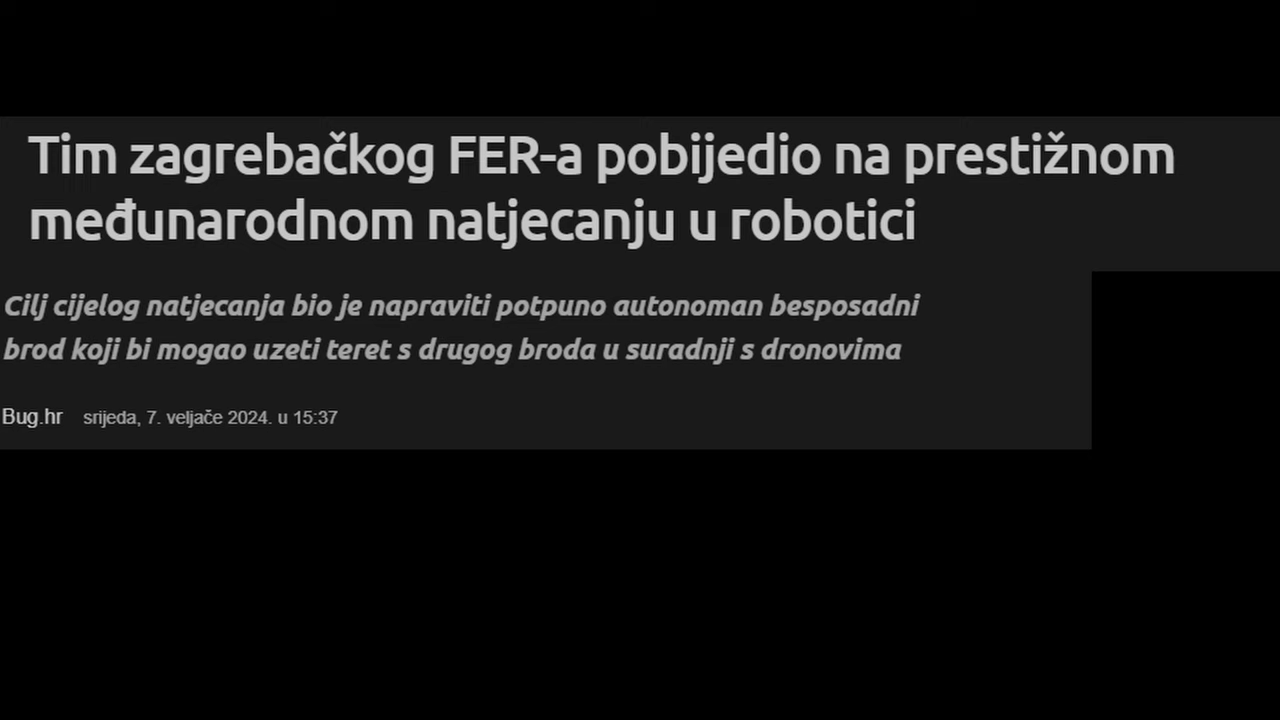 Tim zagrebačkog FER-a pobijedio na prestižnom
međunarodnom natjecanju u robotici
Cilj cijelog natjecanja bio je napraviti potpuno autonoman besposadni
brod koji bi mogao uzeti teret s drugog broda u suradnji s dronovima
Bug.hr srijeda, 7. veljače 2024. u 15:37